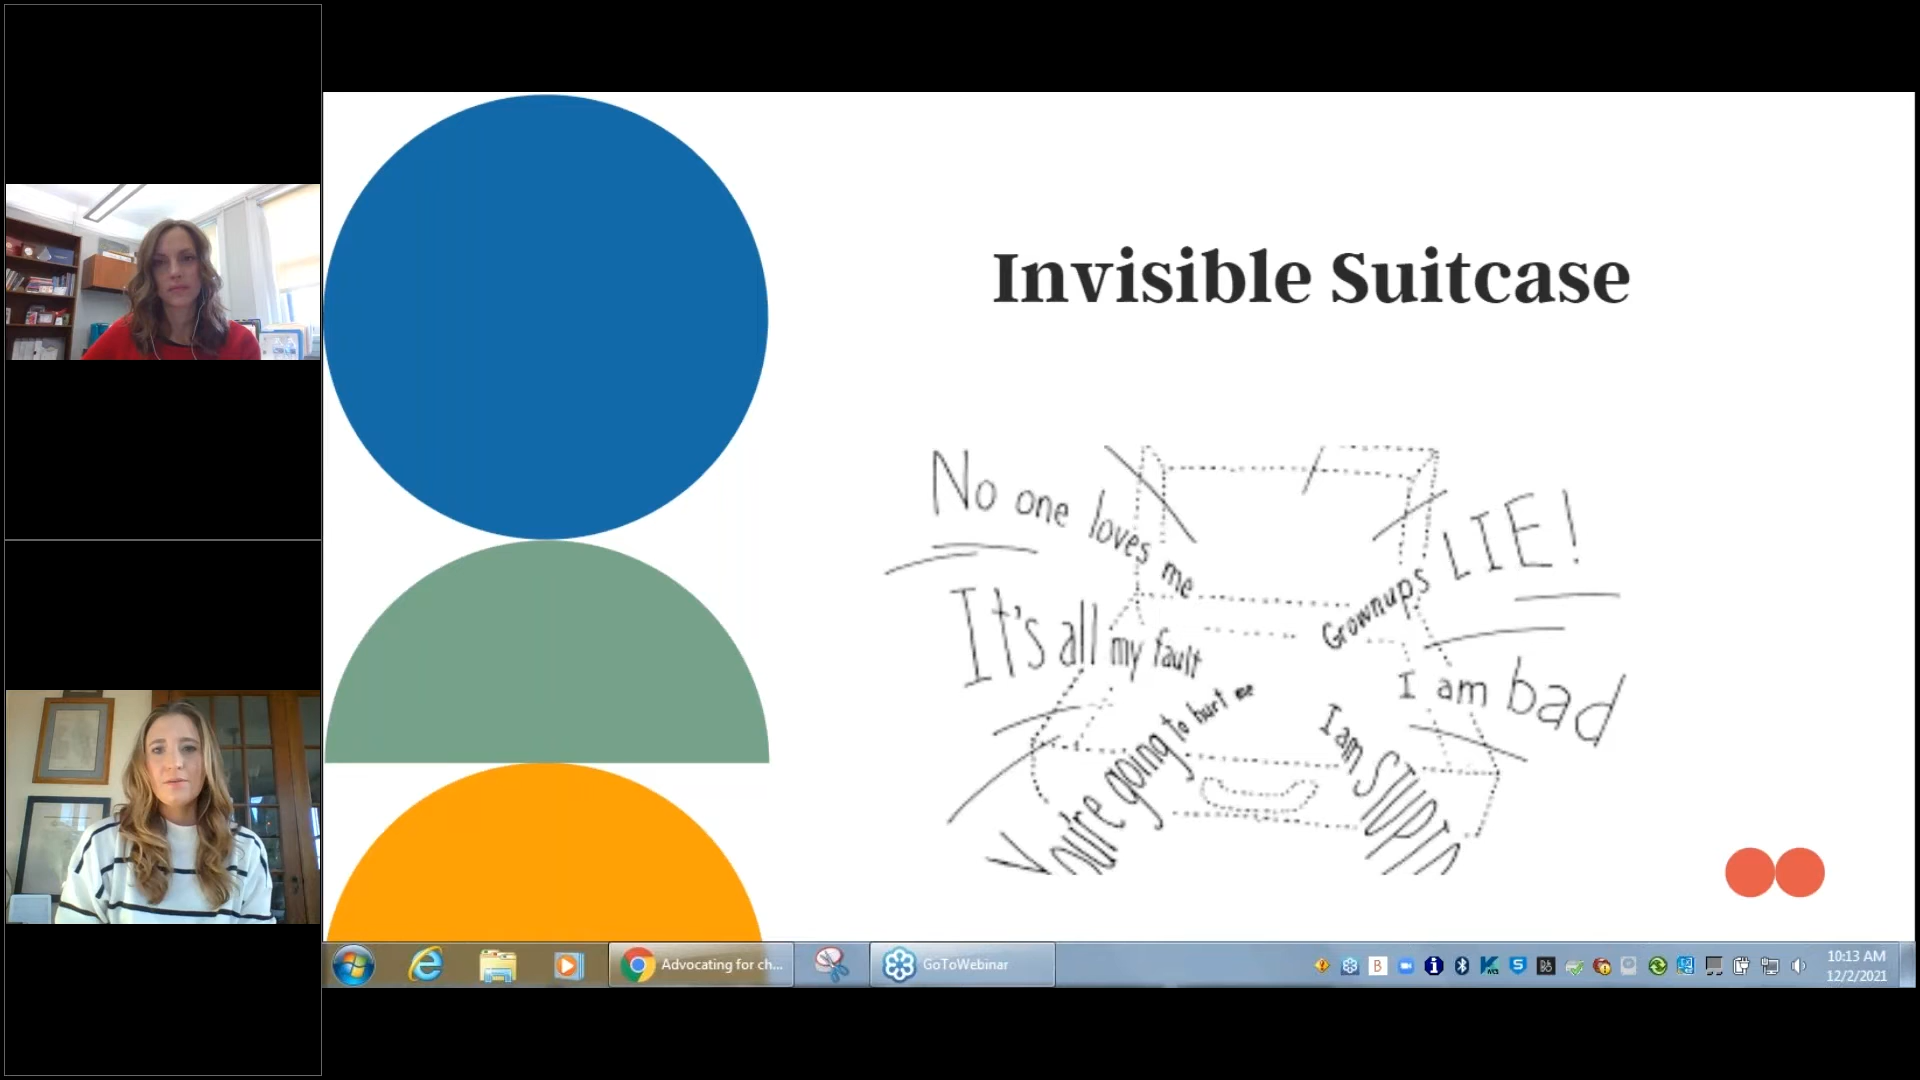 Invisible Suitcase
No one loves me
Grownups LIE!
It's all my fault
I am bad
You're going to hurt me
I am STUPID
Advocating for ch...
GoToWebinar
10:13 AM
12/2/2021